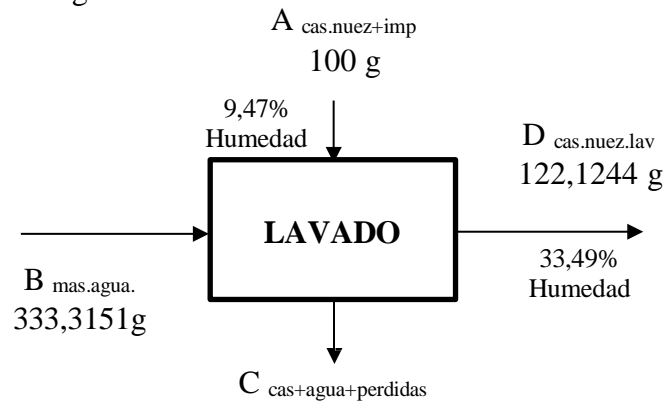 A cas.nuez+imp
100 g
9,47%
Humedad
D cas.nuez.lav
122,1244 g
LAVADO
33,49%
Humedad
B mas.agua.
333,3151g
C cas+agua+perdidas